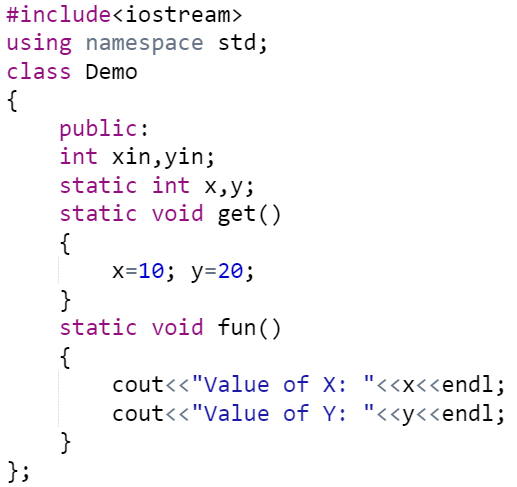 #include<iostream>
using namespace std;
class Demo
{
    public:
    int xin,yin;
    static int x,y;
    static void get()
    {
        x=10; y=20;
    }
    static void fun()
    {
        cout<<"Value of X: "<<x<<endl;
        cout<<"Value of Y: "<<y<<endl;
    }
};